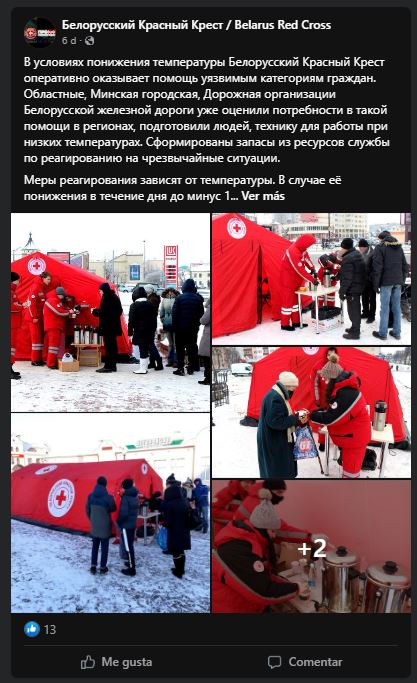 Белорусский Красный Крест / Belarus Red Cross
6 d ·
В условиях понижения температуры Белорусский Красный Крест
оперативно оказывает помощь уязвимым категориям граждан.
Областные, Минская городская, Дорожная организации
Белорусской железной дороги уже оценили потребности в такой
помощи в регионах, подготовили людей, технику для работы при
низких температурах. Сформированы запасы из ресурсов службы
по реагированию на чрезвычайные ситуации.
Меры реагирования зависят от температуры. В случае её
понижения в течение дня до минус 1... Ver más
+2
13
Me gusta
Comentar